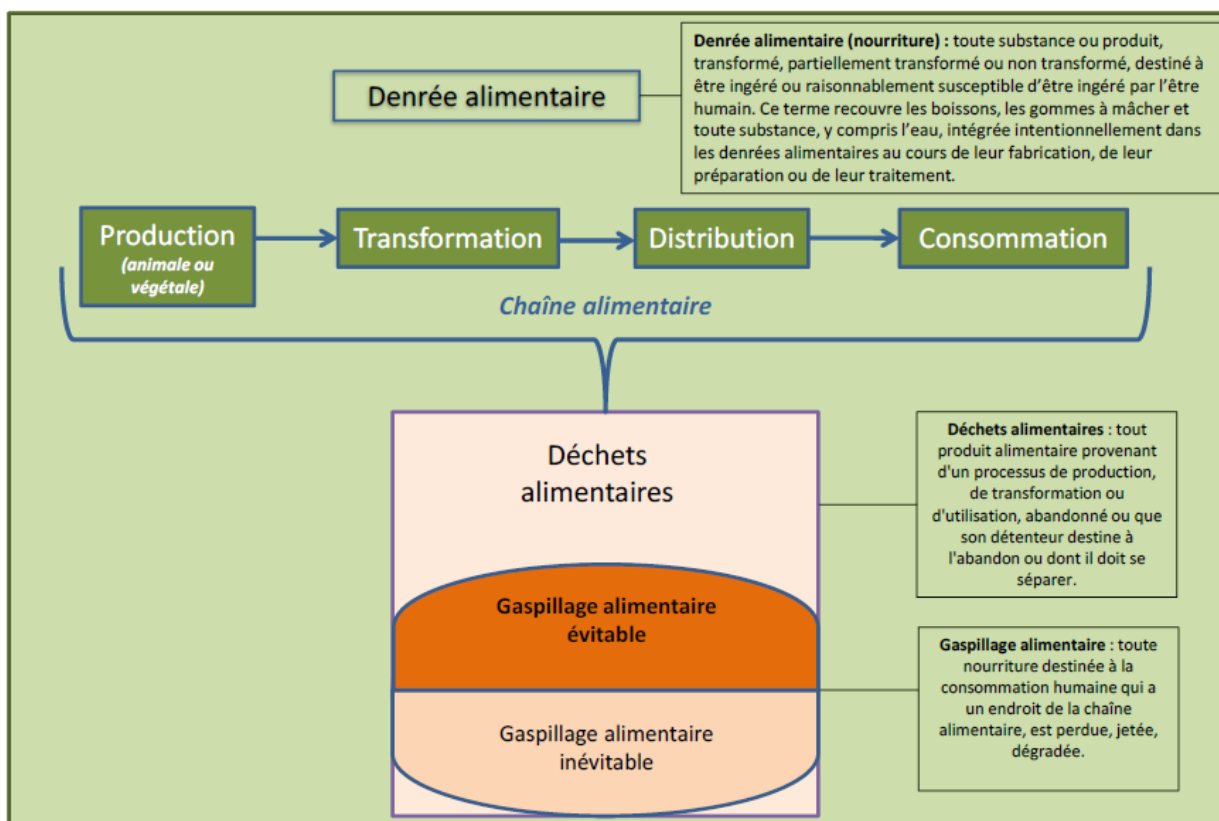 Denrée alimentaire
Denrée alimentaire (nourriture) : toute substance ou produit,
transformé, partiellement transformé ou non transformé, destiné à
être ingéré ou raisonnablement susceptible d'être ingéré par l'être
humain. Ce terme recouvre les boissons, les gommes à mâcher et
toute substance, y compris l'eau, intégrée intentionnellement dans
les denrées alimentaires au cours de leur fabrication, de leur
préparation ou de leur traitement.
Production
(animale ou
végétale)
Transformation
Distribution
Consommation
Chaîne alimentaire
Déchets
alimentaires
Déchets alimentaires : tout
produit alimentaire provenant
d'un processus de production,
de transformation ou
d'utilisation, abandonné ou que
son détenteur destine à
l'abandon ou dont il doit se
séparer.
Gaspillage alimentaire
évitable
Gaspillage alimentaire
inévitable
Gaspillage alimentaire : toute
nourriture destinée à la
consommation humaine qui a
un endroit de la chaîne
alimentaire, est perdue, jetée,
dégradée.